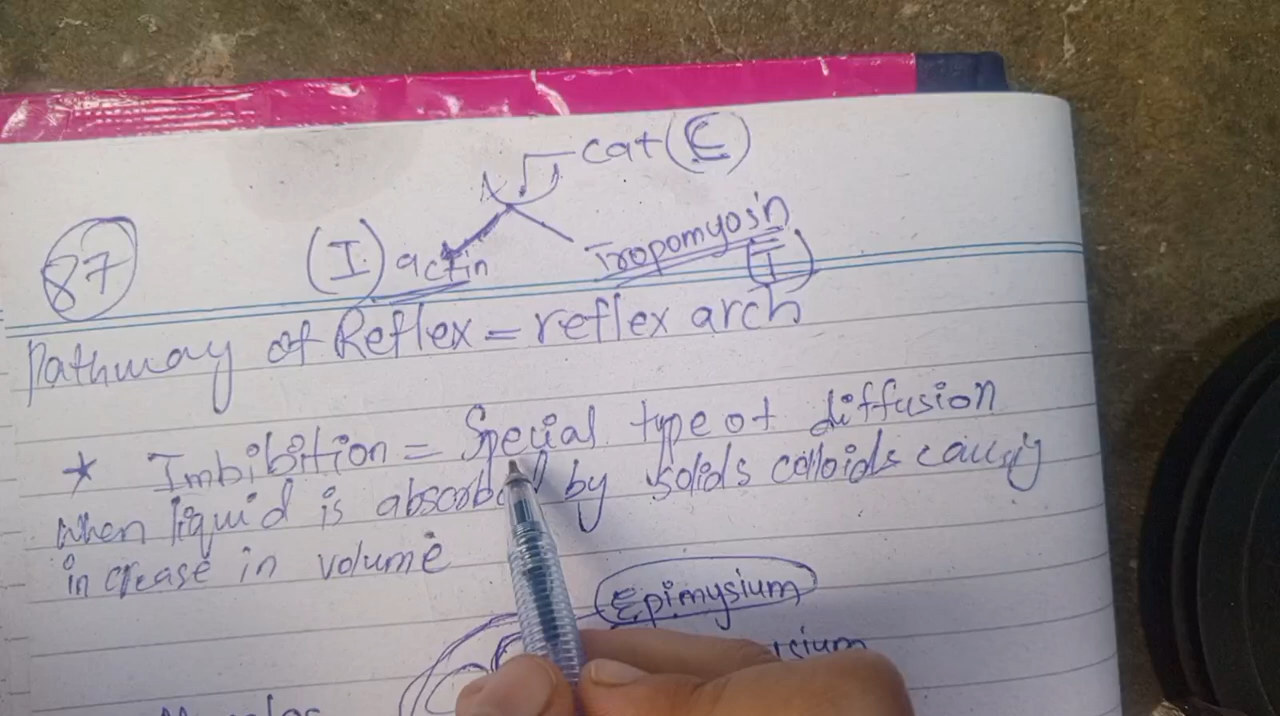 cat (C)
87
(I) actin
Tropomyosin
(T)
Pathway of Reflex = reflex arch
* Imbibition = Special type of diffusion
when liquid is absorbed by solids colloids causing
increase in volume
Epimysium